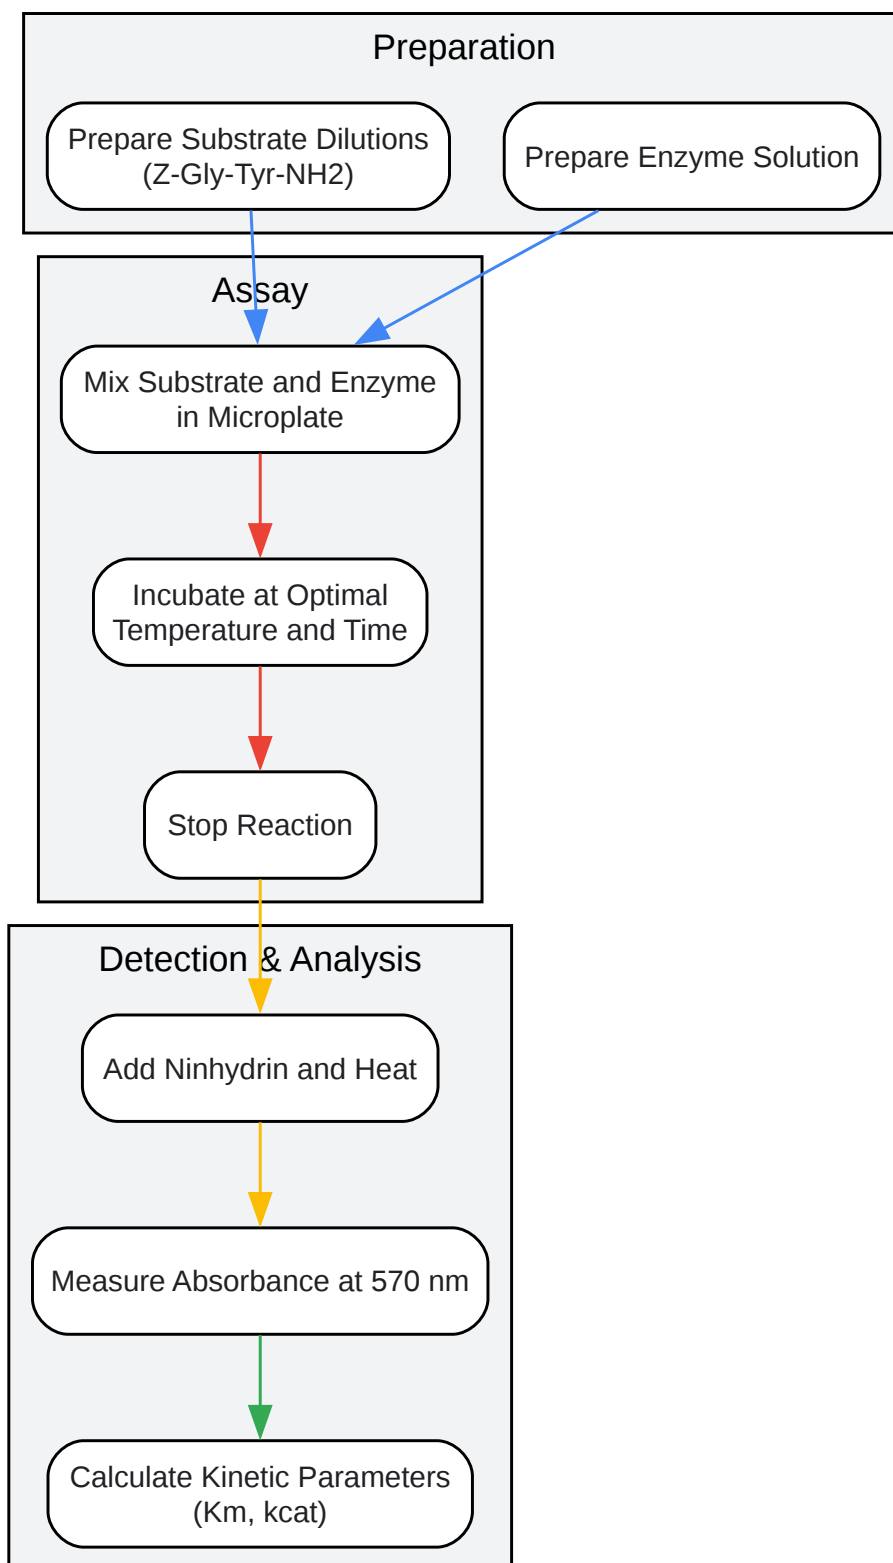 Preparation
Prepare Substrate Dilutions
(Z-Gly-Tyr-NH2)
Prepare Enzyme Solution
Assay
Mix Substrate and Enzyme
in Microplate
Incubate at Optimal
Temperature and Time
Stop Reaction
Detection & Analysis
Add Ninhydrin and Heat
Measure Absorbance at 570 nm
Calculate Kinetic Parameters
(Km, kcat)